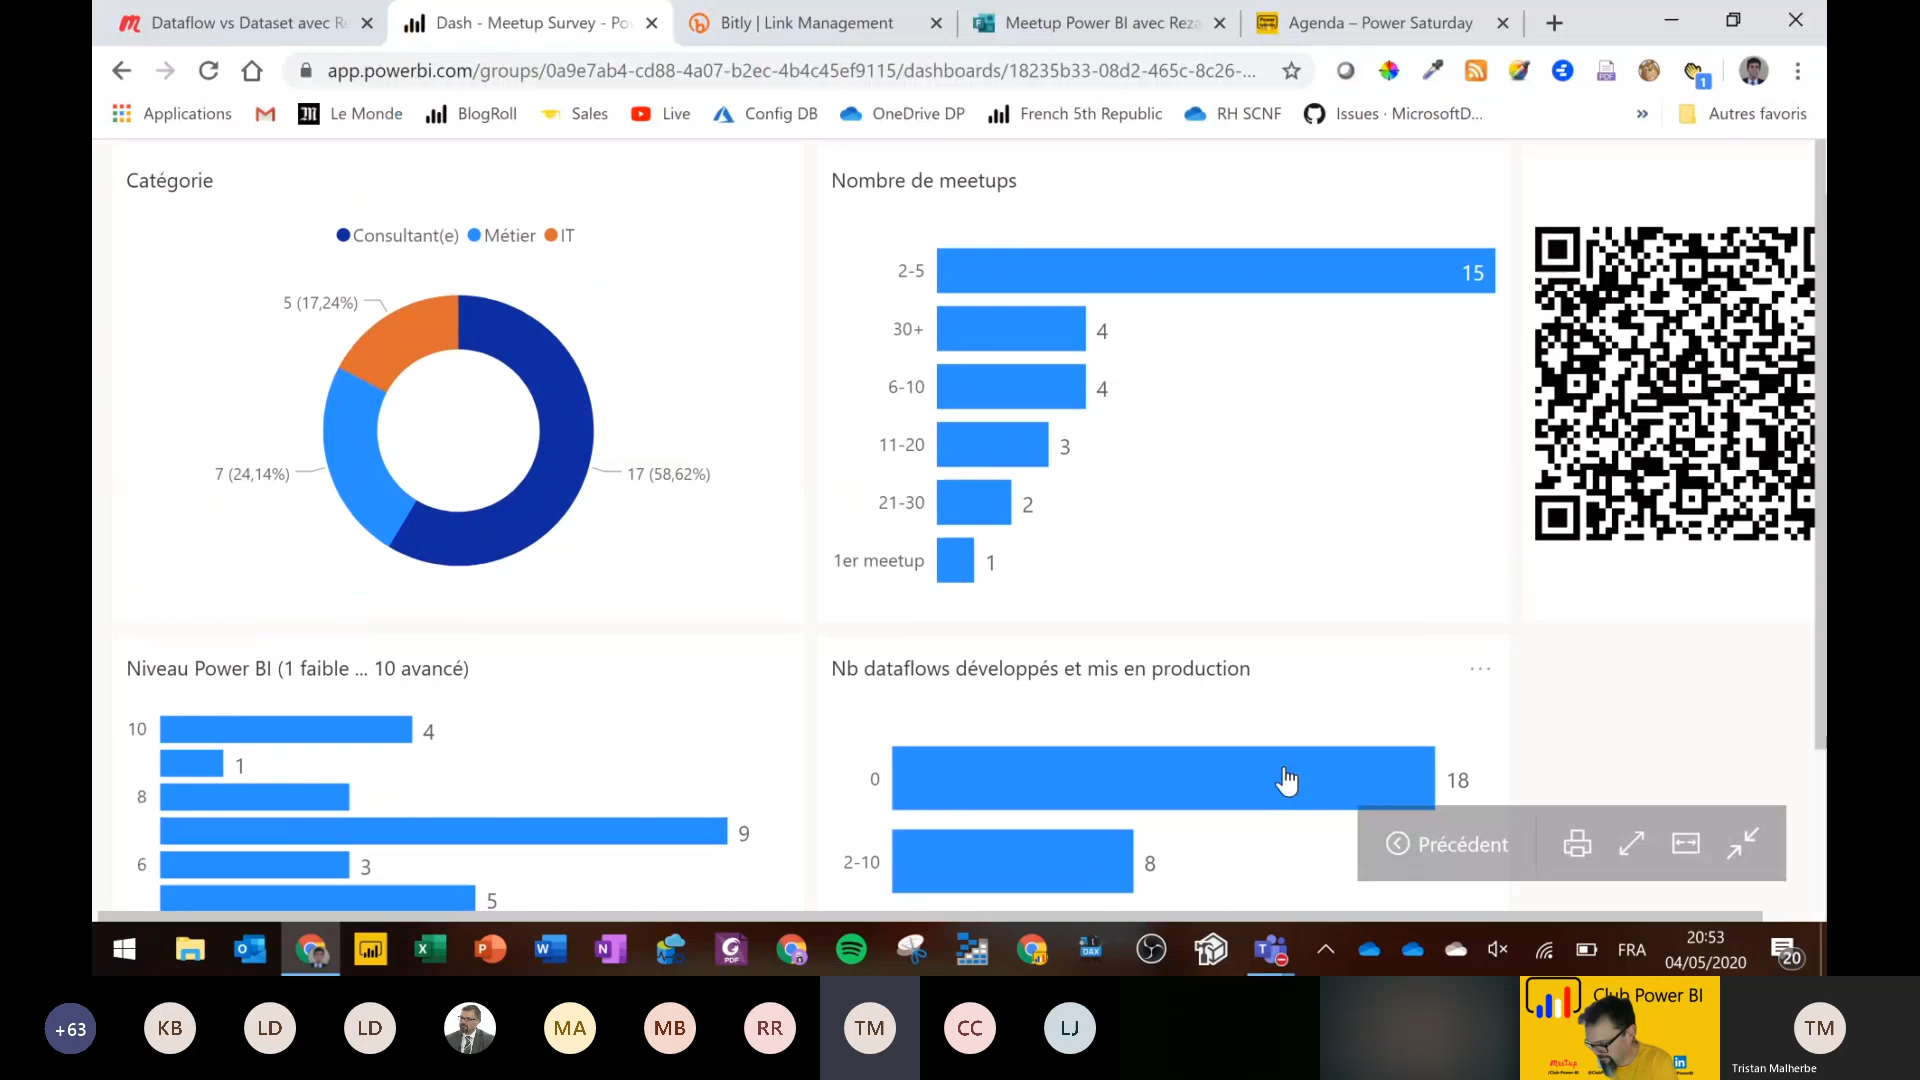 Dataflow vs Dataset avec R
Dash - Meetup Survey - Po
Bitly | Link Management
Meetup Power BI avec Reza
Agenda – Power Saturday
app.powerbi.com/groups/0a9e7ab4-cd88-4a07-b2ec-4b4c45ef9115/dashboards/18235b33-08d2-465c-8c26-...
1
Applications
Le Monde
BlogRoll
Sales
Live
Config DB
OneDrive DP
French 5th Republic
RH SCNF
Issues · MicrosoftD...
»
Autres favoris
Catégorie
Consultant(e) Métier IT
5 (17,24%)
7 (24,14%)
17 (58,62%)
Nombre de meetups
2-5 15
30+ 4
6-10 4
11-20 3
21-30 2
1er meetup 1
Niveau Power BI (1 faible ... 10 avancé)
10 4
1
8
9
6 3
5
Nb dataflows développés et mis en production
...
0 18
2-10 8
Précédent
PDF
DAX
FRA
20:53
04/05/2020
20
+63
KB
LD
LD
MA
MB
RR
TM
CC
LJ
Club Power BI
TM
Tristan Malherbe